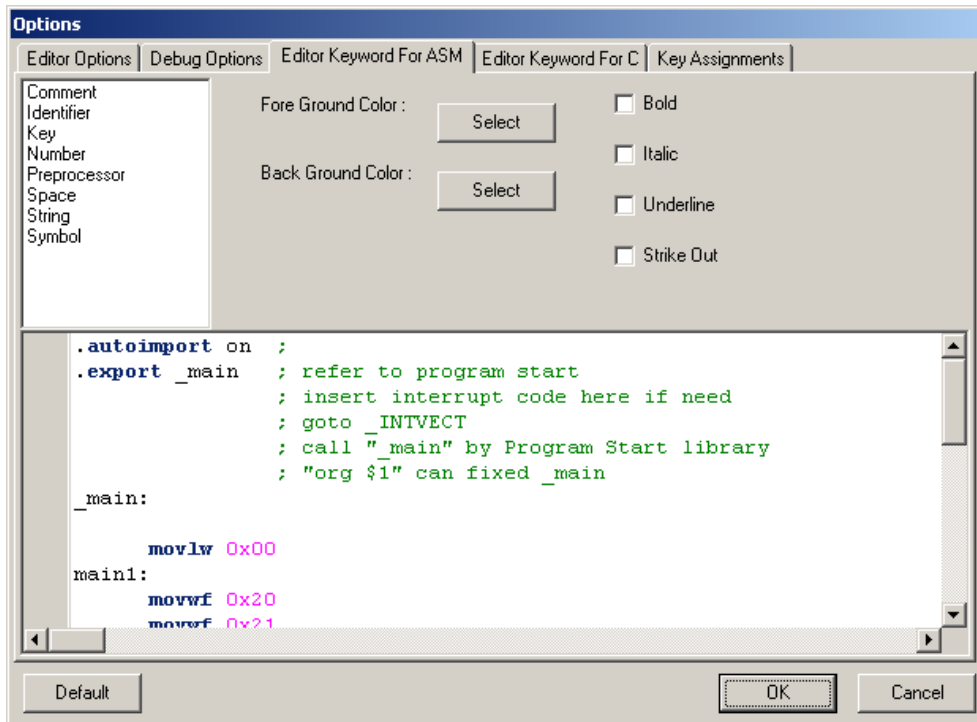 Options
Editor Options Debug Options Editor Keyword For ASM Editor Keyword For C Key Assignments
Comment
Identifier
Key
Number
Preprocessor
Space
String
Symbol
Fore Ground Color : Select
Back Ground Color : Select
Bold
Italic
Underline
Strike Out
.autoimport on ;
.export _main ; refer to program start
; insert interrupt code here if need
; goto _INTVECT
; call "_main" by Program Start library
; "org $1" can fixed _main
_main:
movlw 0x00
main1:
movwf 0x20
movwf 0x21
Default OK Cancel